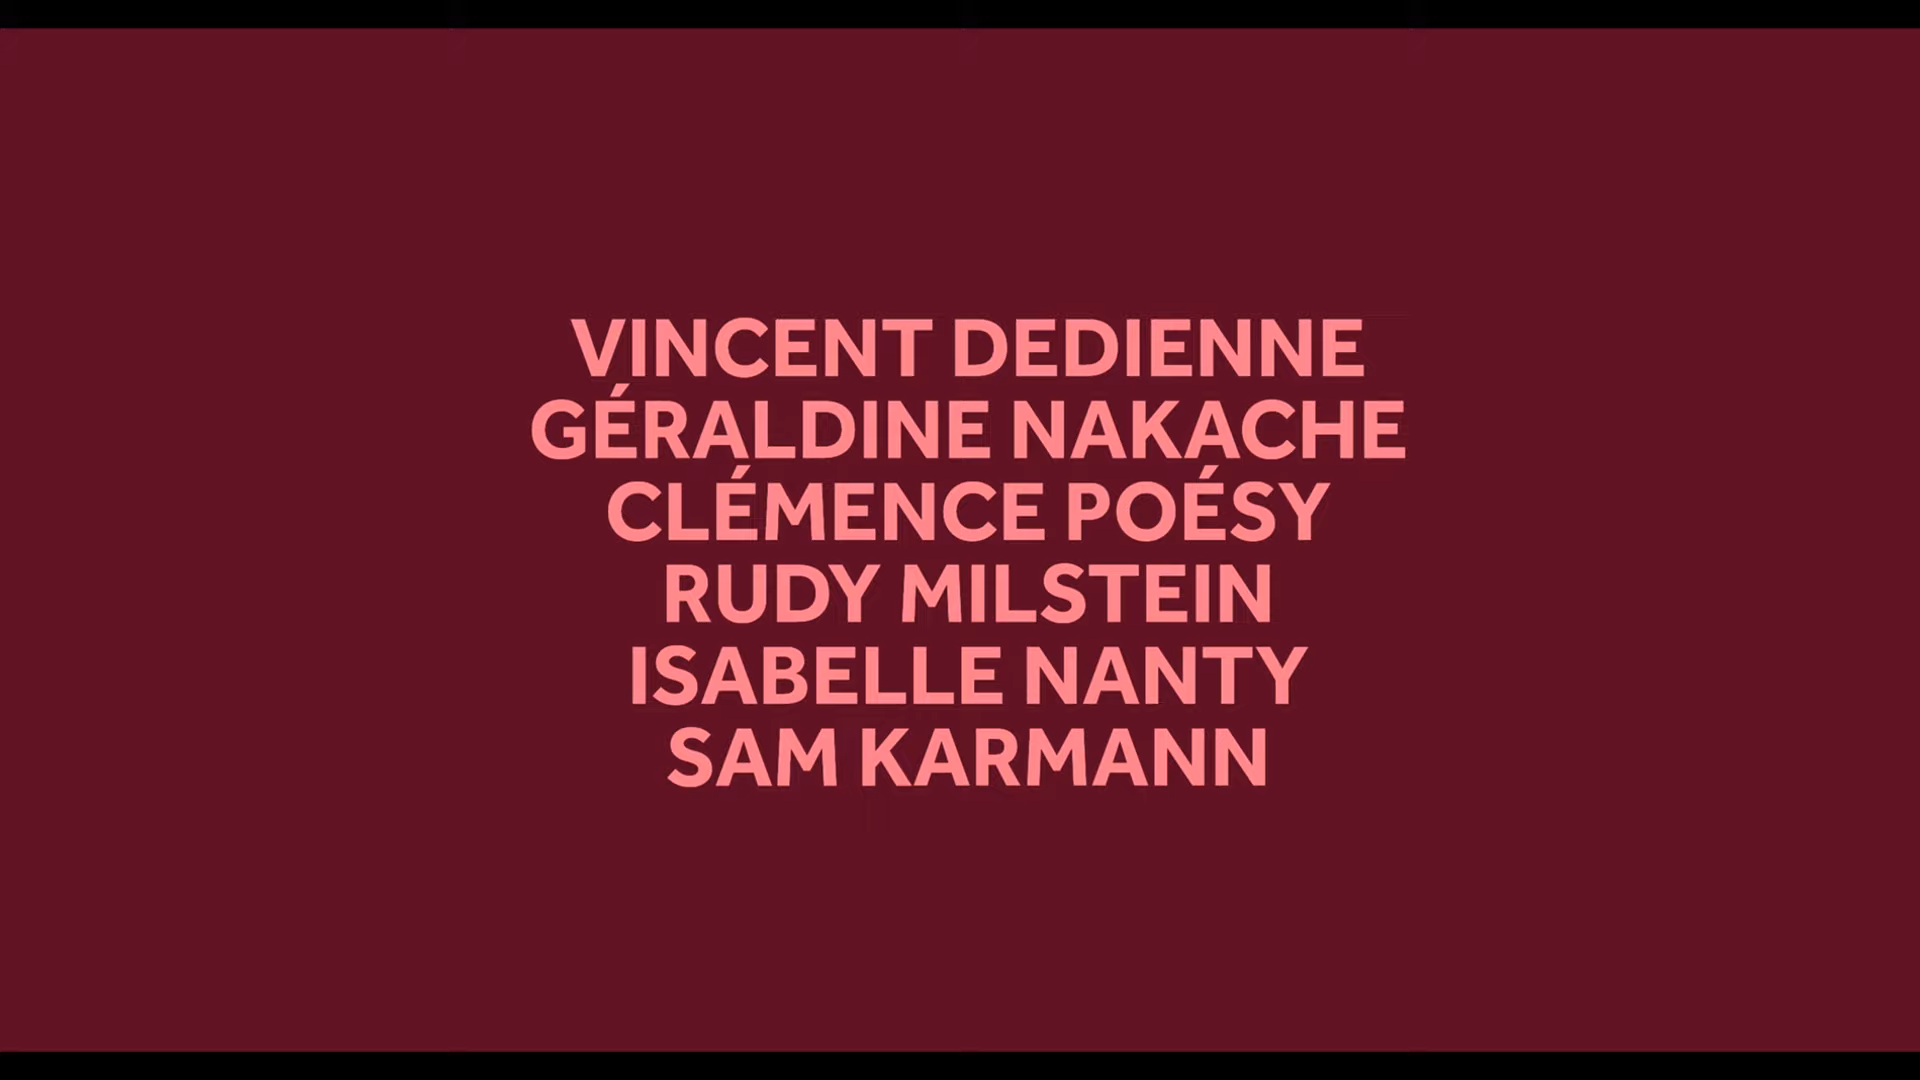 VINCENT DEDIENNE
GÉRALDINE NAKACHE
CLÉMENCE POÉSY
RUDY MILSTEIN
ISABELLE NANTY
SAM KARMANN